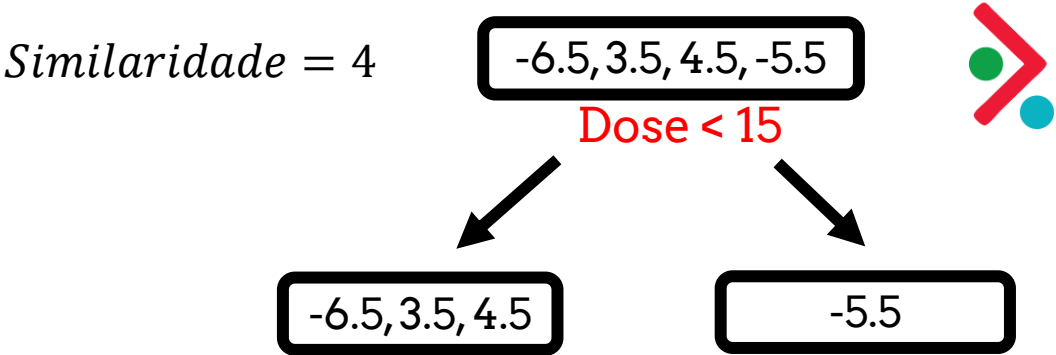 Similaridade = 4
-6.5, 3.5, 4.5, -5.5
Dose < 15
-6.5, 3.5, 4.5
-5.5